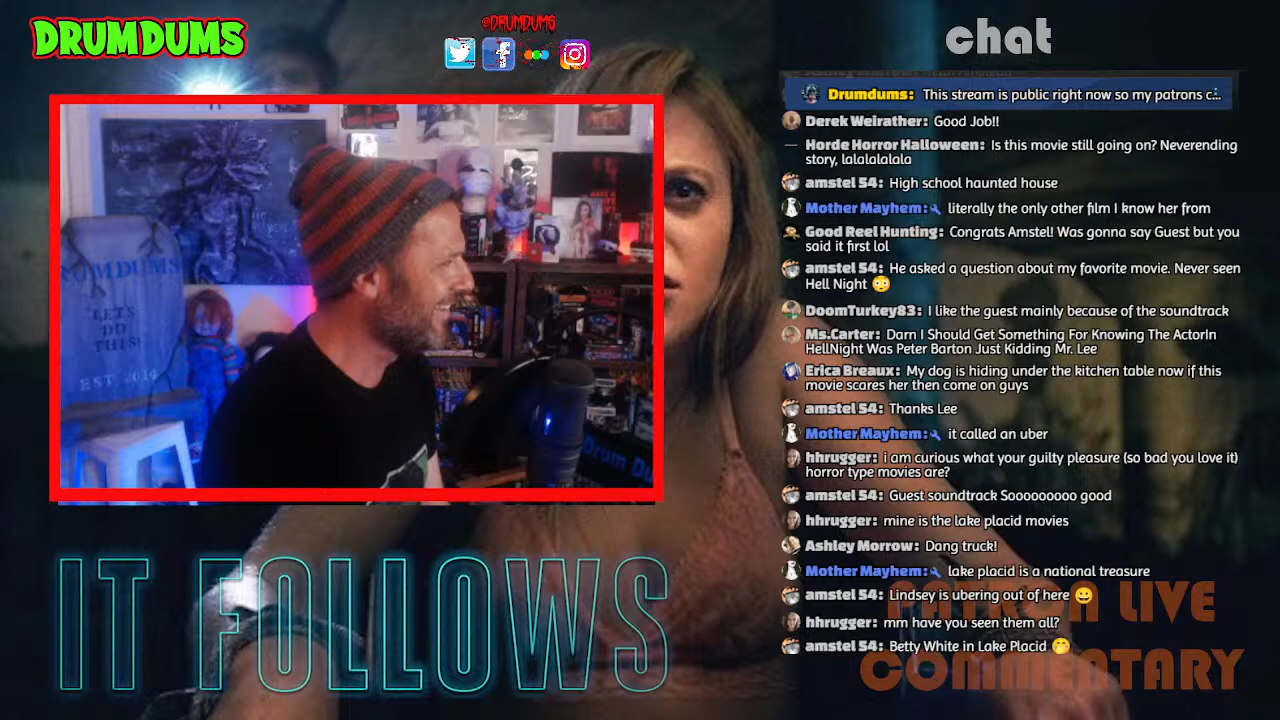 DRUMDUMS
@DRUMDUMS
chat
Drumdums: This stream is public right now so my patrons c...
Derek Weirather: Good Job!!
Horde Horror Halloween: Is this movie still going on? Neverending
story, lalalalalala
amstel 54: High school haunted house
Mother Mayhem: literally the only other film I know her from
Good Reel Hunting: Congrats Amstel! Was gonna say Guest but you
said it first lol
amstel 54: He asked a question about my favorite movie. Never seen
Hell Night 😳
DoomTurkey83: I like the guest mainly because of the soundtrack
Ms.Carter: Darn I Should Get Something For Knowing The ActorIn
HellNight Was Peter Barton Just Kidding Mr. Lee
Erica Breaux: My dog is hiding under the kitchen table now if this
movie scares her then come on guys
amstel 54: Thanks Lee
Mother Mayhem: it called an uber
hhrugger: i am curious what your guilty pleasure (so bad you love it)
horror type movies are?
amstel 54: Guest soundtrack Sooooooooo good
hhrugger: mine is the lake placid movies
Ashley Morrow: Dang truck!
Mother Mayhem: lake placid is a national treasure
amstel 54: Lindsey is ubering out of here 😀
hhrugger: mm have you seen them all?
amstel 54: Betty White in Lake Placid 🤭
LET'S
DO
THIS!
EST. 2014
Drum Du
IT FOLLOWS
PATREON LIVE
COMMENTARY